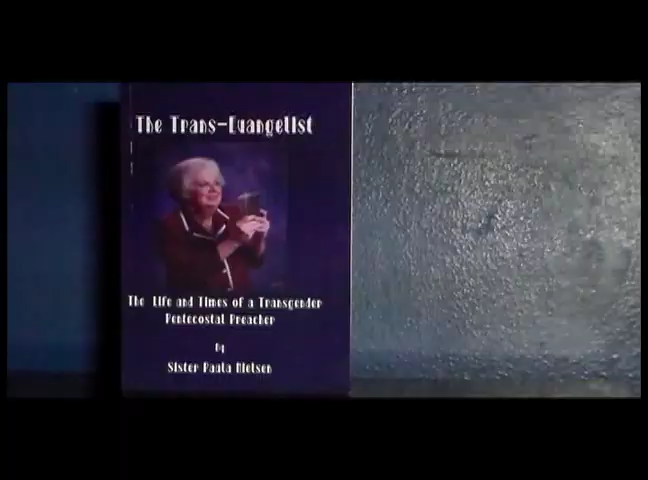 The Trans-Evangelist
The Life and Times of a Transgender
Pentecostal Preacher
By
Sister Paula Nielsen